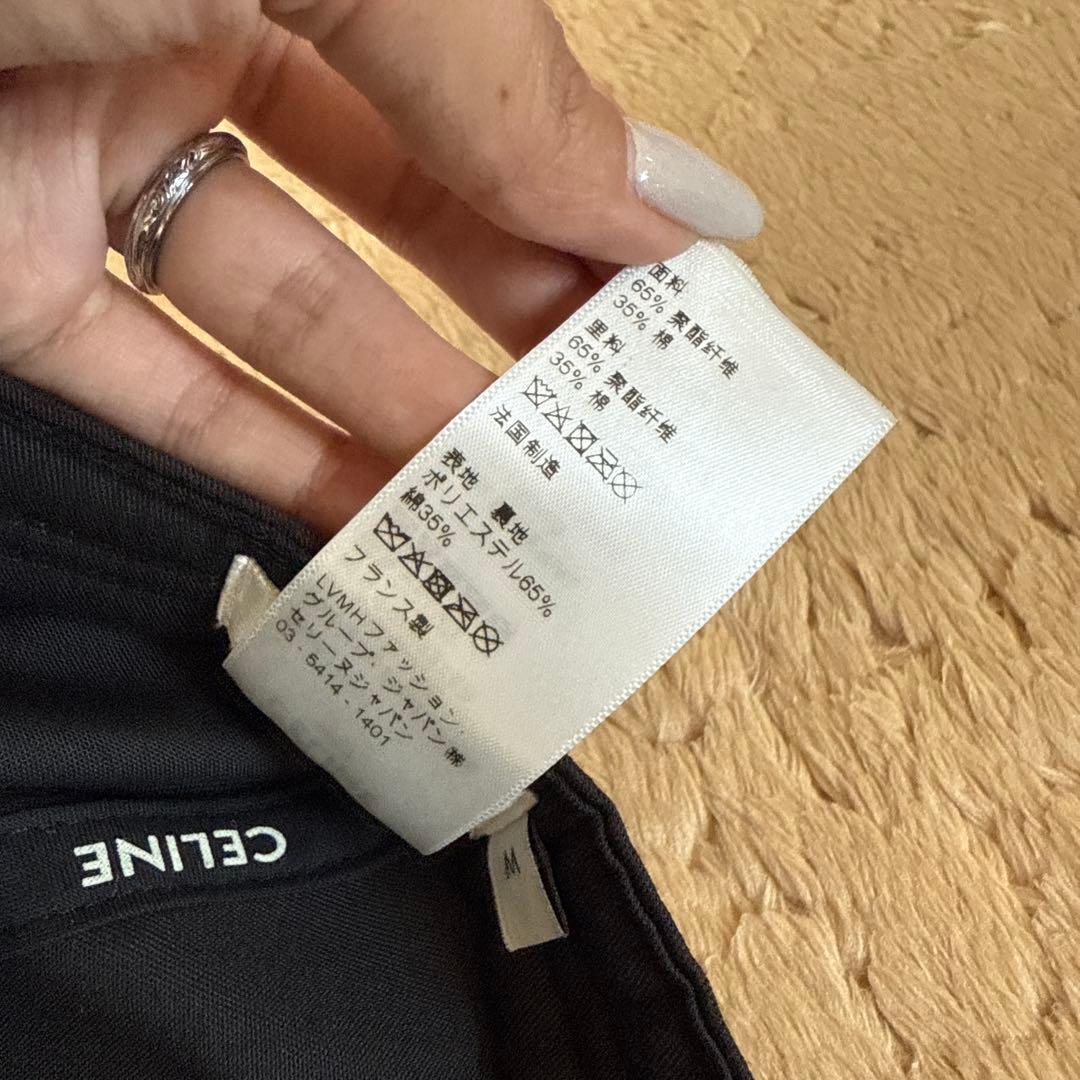 面料
65% 聚酯纤维
35% 棉
里料
65% 聚酯纤维
35% 棉
法国制造
表地 裏地
ポリエステル65%
綿35%
フランス製
LVMHファッション・
グループ・ジャパン㈱
セリーヌジャパン
03 - 5414 - 1401
CELINE
M